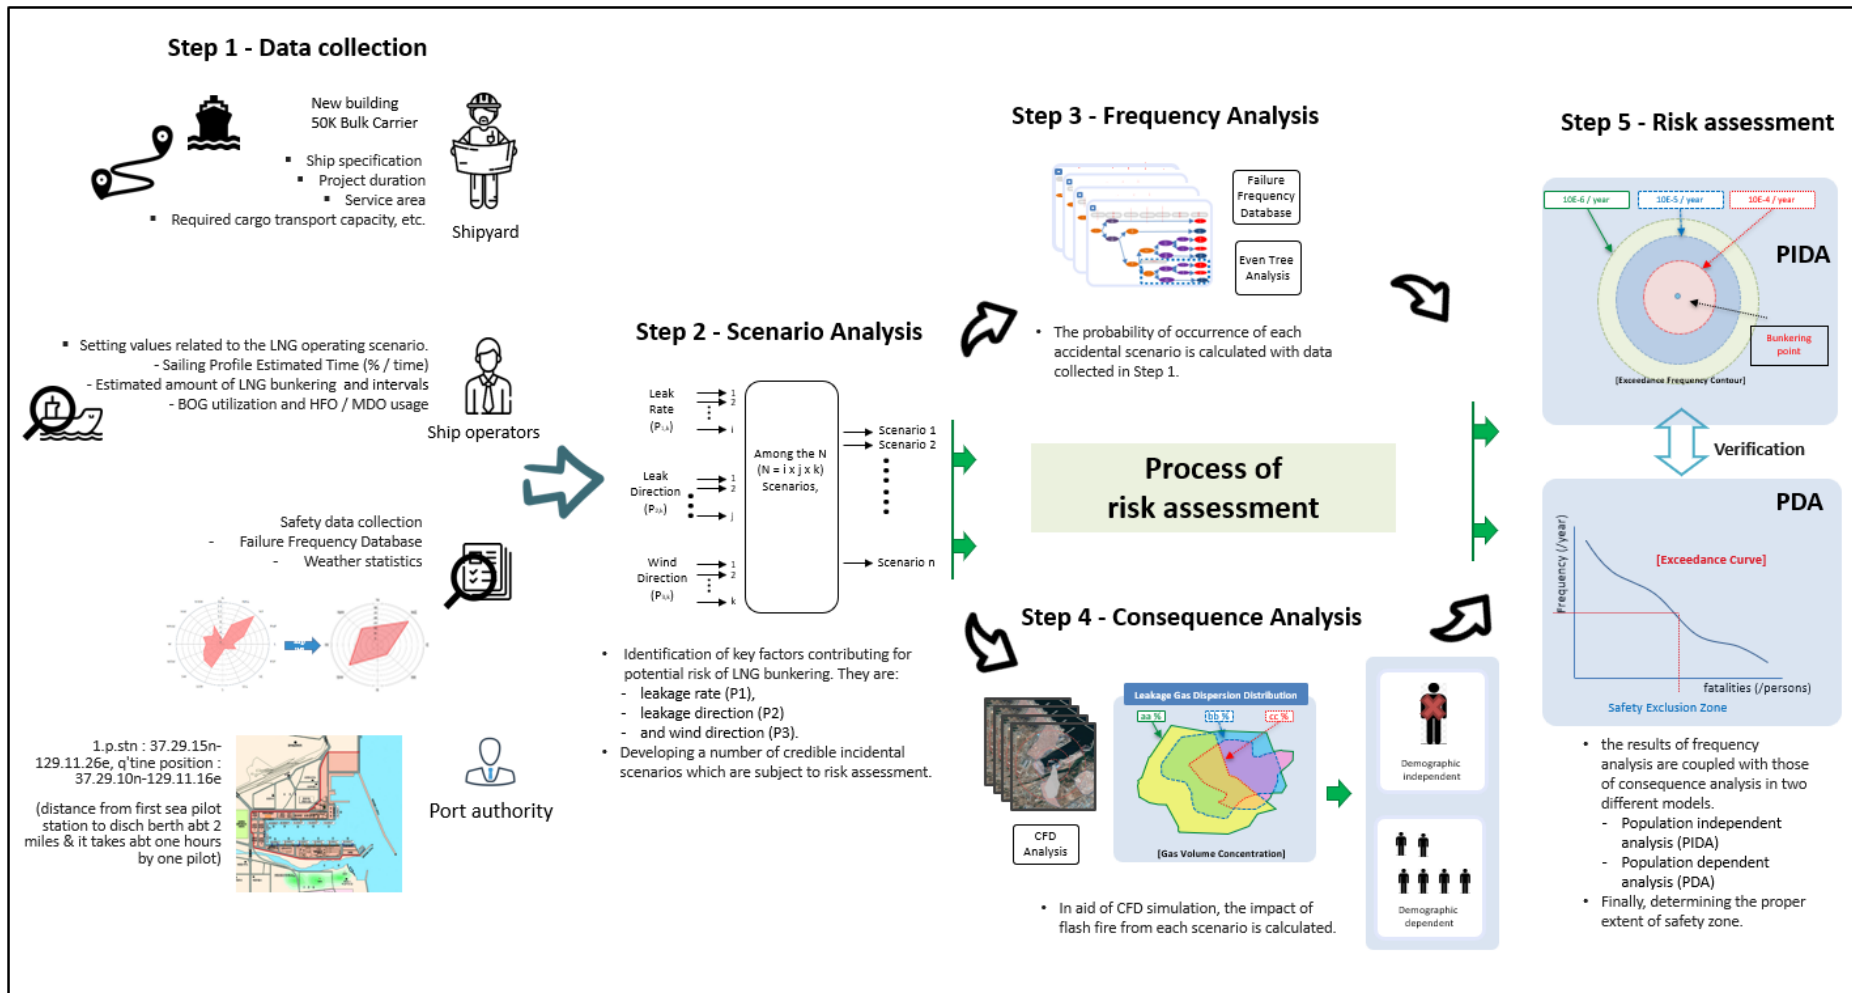 Step 1 - Data collection
New building
50K Bulk Carrier
▪ Ship specification
▪ Project duration
▪ Service area
▪ Required cargo transport capacity, etc.
Shipyard
▪ Setting values related to the LNG operating scenario.
- Sailing Profile Estimated Time (% / time)
- Estimated amount of LNG bunkering and intervals
- BOG utilization and HFO / MDO usage
Ship operators
Safety data collection
- Failure Frequency Database
- Weather statistics
1.p.stn : 37.29.15n-
129.11.26e, q'tine position :
37.29.10n-129.11.16e
(distance from first sea pilot
station to disch berth abt 2
miles & it takes abt one hours
by one pilot)
Port authority
Step 2 - Scenario Analysis
Leak
Rate
(P1,k)
1
2
i
Leak
Direction
(P2,k)
1
2
j
Wind
Direction
(P3,k)
1
2
k
Among the N
(N = i x j x k)
Scenarios,
Scenario 1
Scenario 2
Scenario n
• Identification of key factors contributing for
potential risk of LNG bunkering. They are:
- leakage rate (P1),
- leakage direction (P2)
- and wind direction (P3).
• Developing a number of credible incidental
scenarios which are subject to risk assessment.
Step 3 - Frequency Analysis
Failure
Frequency
Database
Even Tree
Analysis
• The probability of occurrence of each
accidental scenario is calculated with data
collected in Step 1.
Process of
risk assessment
Step 4 - Consequence Analysis
CFD
Analysis
Leakage Gas Dispersion Distribution
aa %
bb %
cc %
[Gas Volume Concentration]
Demographic
independent
Demographic
dependent
• In aid of CFD simulation, the impact of
flash fire from each scenario is calculated.
Step 5 - Risk assessment
10E-6 / year
10E-5 / year
10E-4 / year
PIDA
Bunkering
point
[Exceedance Frequency Contour]
Verification
PDA
Frequency (/year)
[Exceedance Curve]
fatalities (/persons)
Safety Exclusion Zone
• the results of frequency
analysis are coupled with those
of consequence analysis in two
different models.
- Population independent
analysis (PIDA)
- Population dependent
analysis (PDA)
• Finally, determining the proper
extent of safety zone.